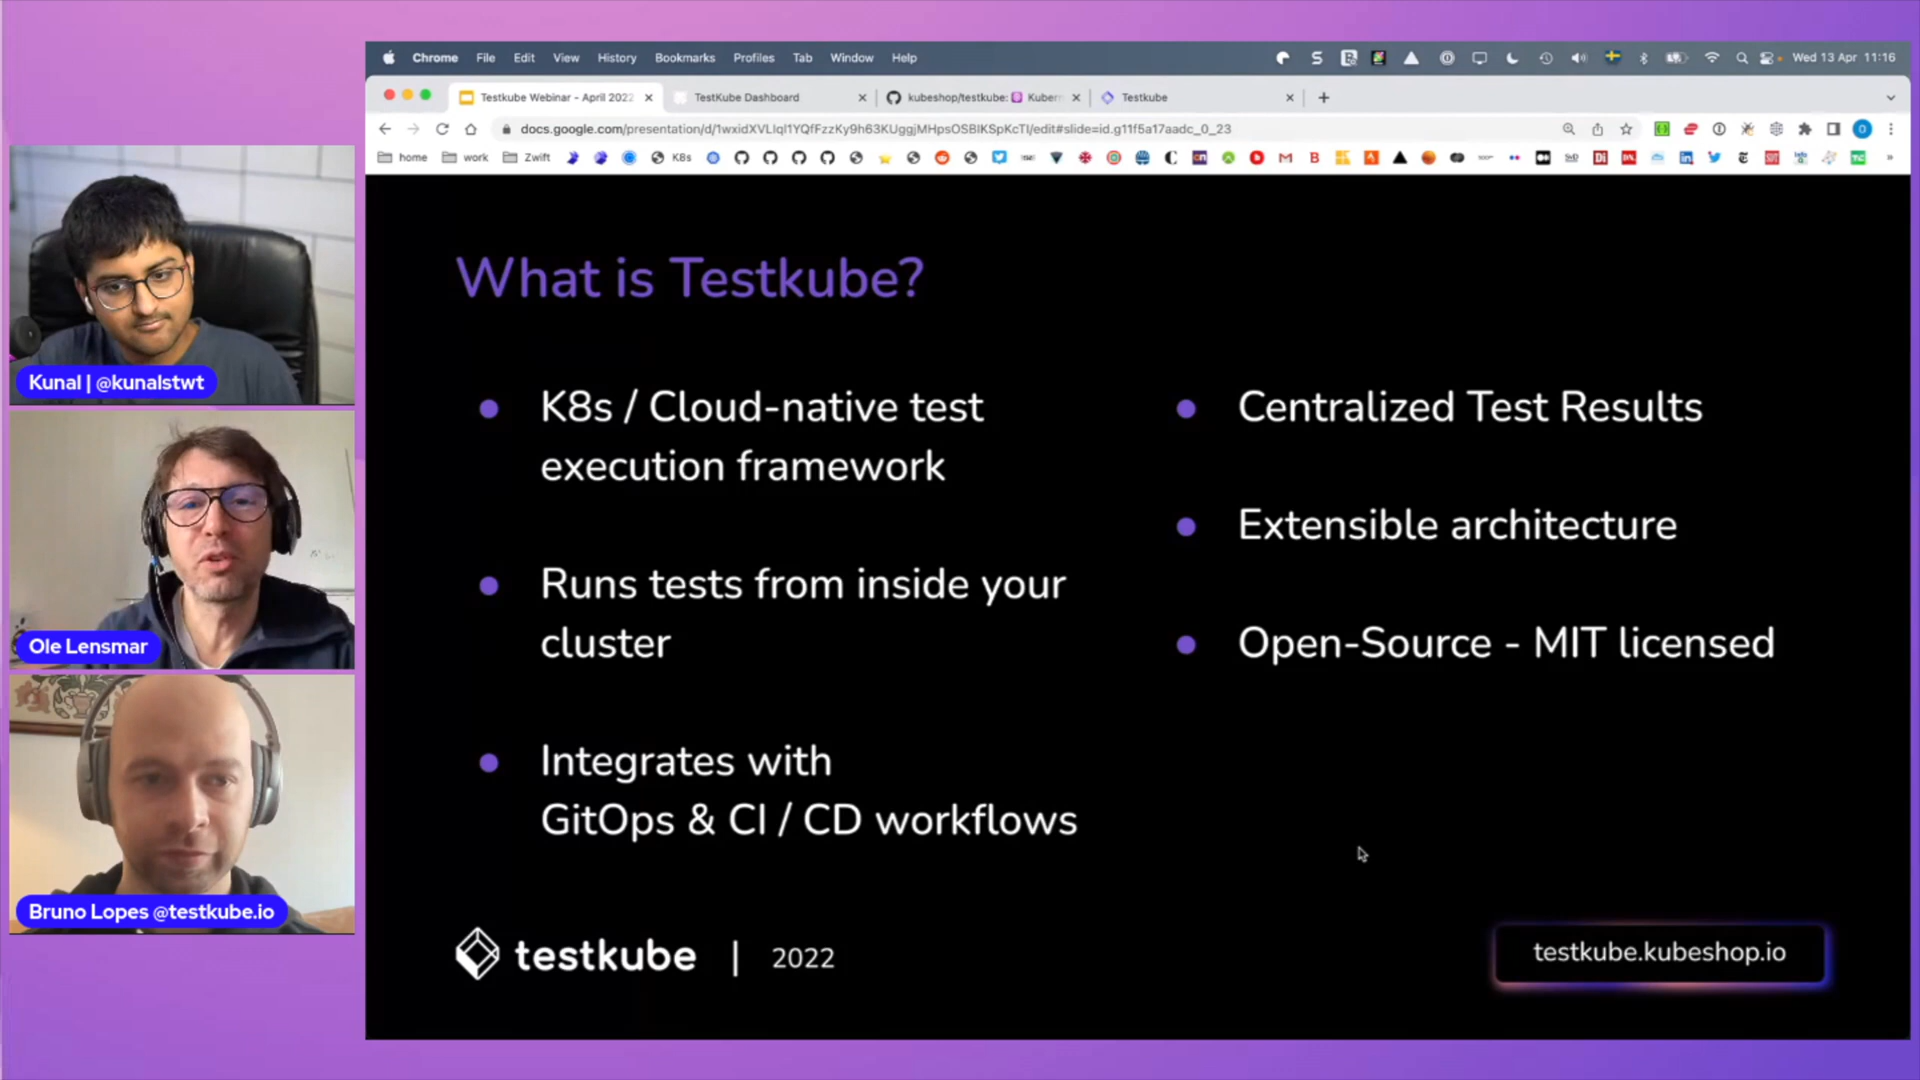 Chrome File Edit View History Bookmarks Profiles Tab Window Help
Wed 13 Apr 11:16
Testkube Webinar - April 2022
TestKube Dashboard
kubeshop/testkube: Kubern
Testkube
docs.google.com/presentation/d/1wxidXVLlql1YQfFzzKy9h63KUggjMHpsOSBIKSpKcTI/edit#slide=id.g11f5a17aadc_0_23
home work Zwift K8s
What is Testkube?
K8s / Cloud-native test
execution framework
Runs tests from inside your
cluster
Integrates with
GitOps & CI / CD workflows
Centralized Test Results
Extensible architecture
Open-Source - MIT licensed
testkube | 2022
testkube.kubeshop.io
Kunal | @kunalstwt
Ole Lensmar
Bruno Lopes @testkube.io